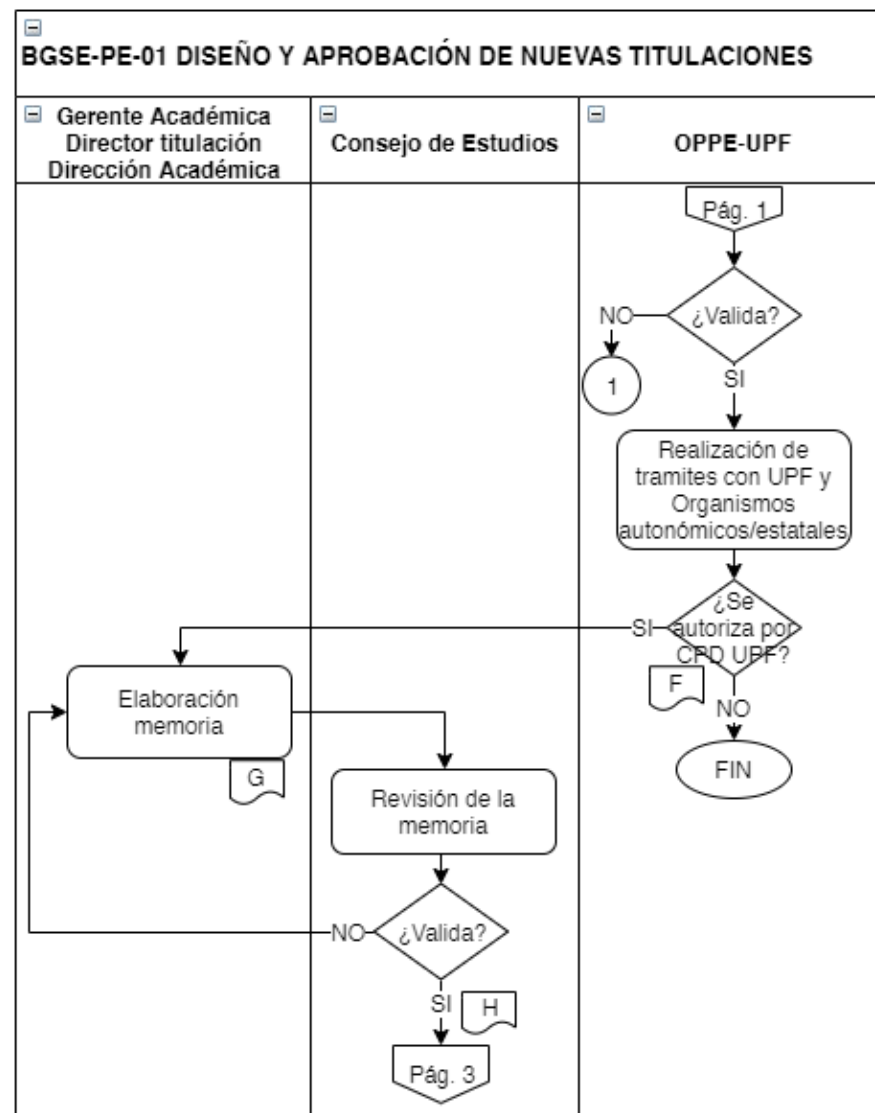 BGSE-PE-01 DISEÑO Y APROBACIÓN DE NUEVAS TITULACIONES
Gerente Académica
Director titulación
Dirección Académica
Consejo de Estudios
OPPE-UPF
Pág. 1
¿Valida?
NO
1
SI
Realización de
tramites con UPF y
Organismos
autonómicos/estatales
¿Se
autoriza por
CPD UPF?
SI
F
NO
FIN
Elaboración
memoria
G
Revisión de la
memoria
¿Valida?
NO
SI
H
Pág. 3